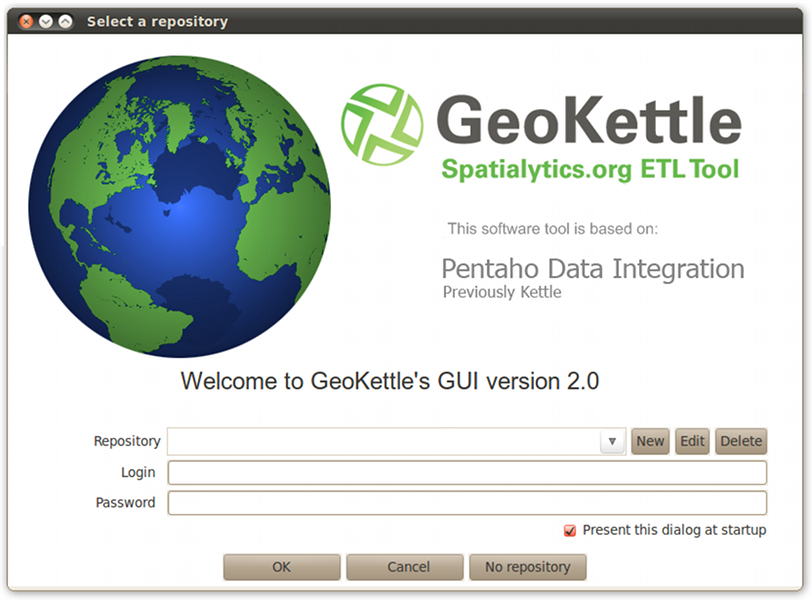 Select a repository
GeoKettle
Spatialytics.org ETL Tool
This software tool is based on:
Pentaho Data Integration
Previously Kettle
Welcome to GeoKettle's GUI version 2.0
Repository New Edit Delete
Login
Password
Present this dialog at startup
OK Cancel No repository